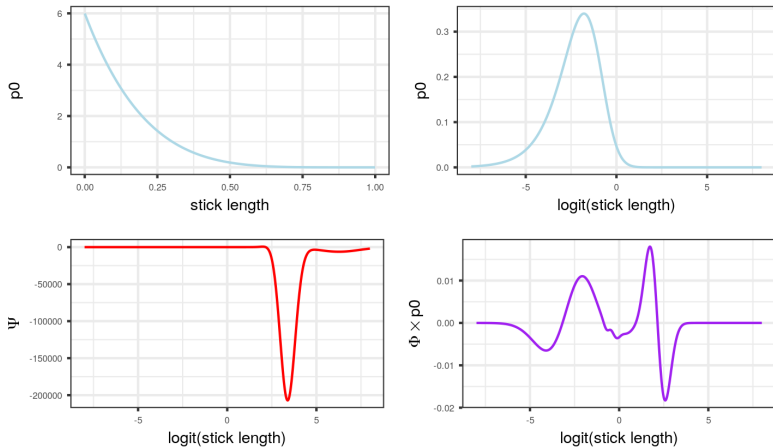 6
4
2
0
p0
0.00 0.25 0.50 0.75 1.00
stick length
0.3
0.2
0.1
0.0
p0
-5 0 5
logit(stick length)
0
-50000
-100000
-150000
-200000
Ψ
-5 0 5
logit(stick length)
0.01
0.00
-0.01
-0.02
Φ × p0
-5 0 5
logit(stick length)